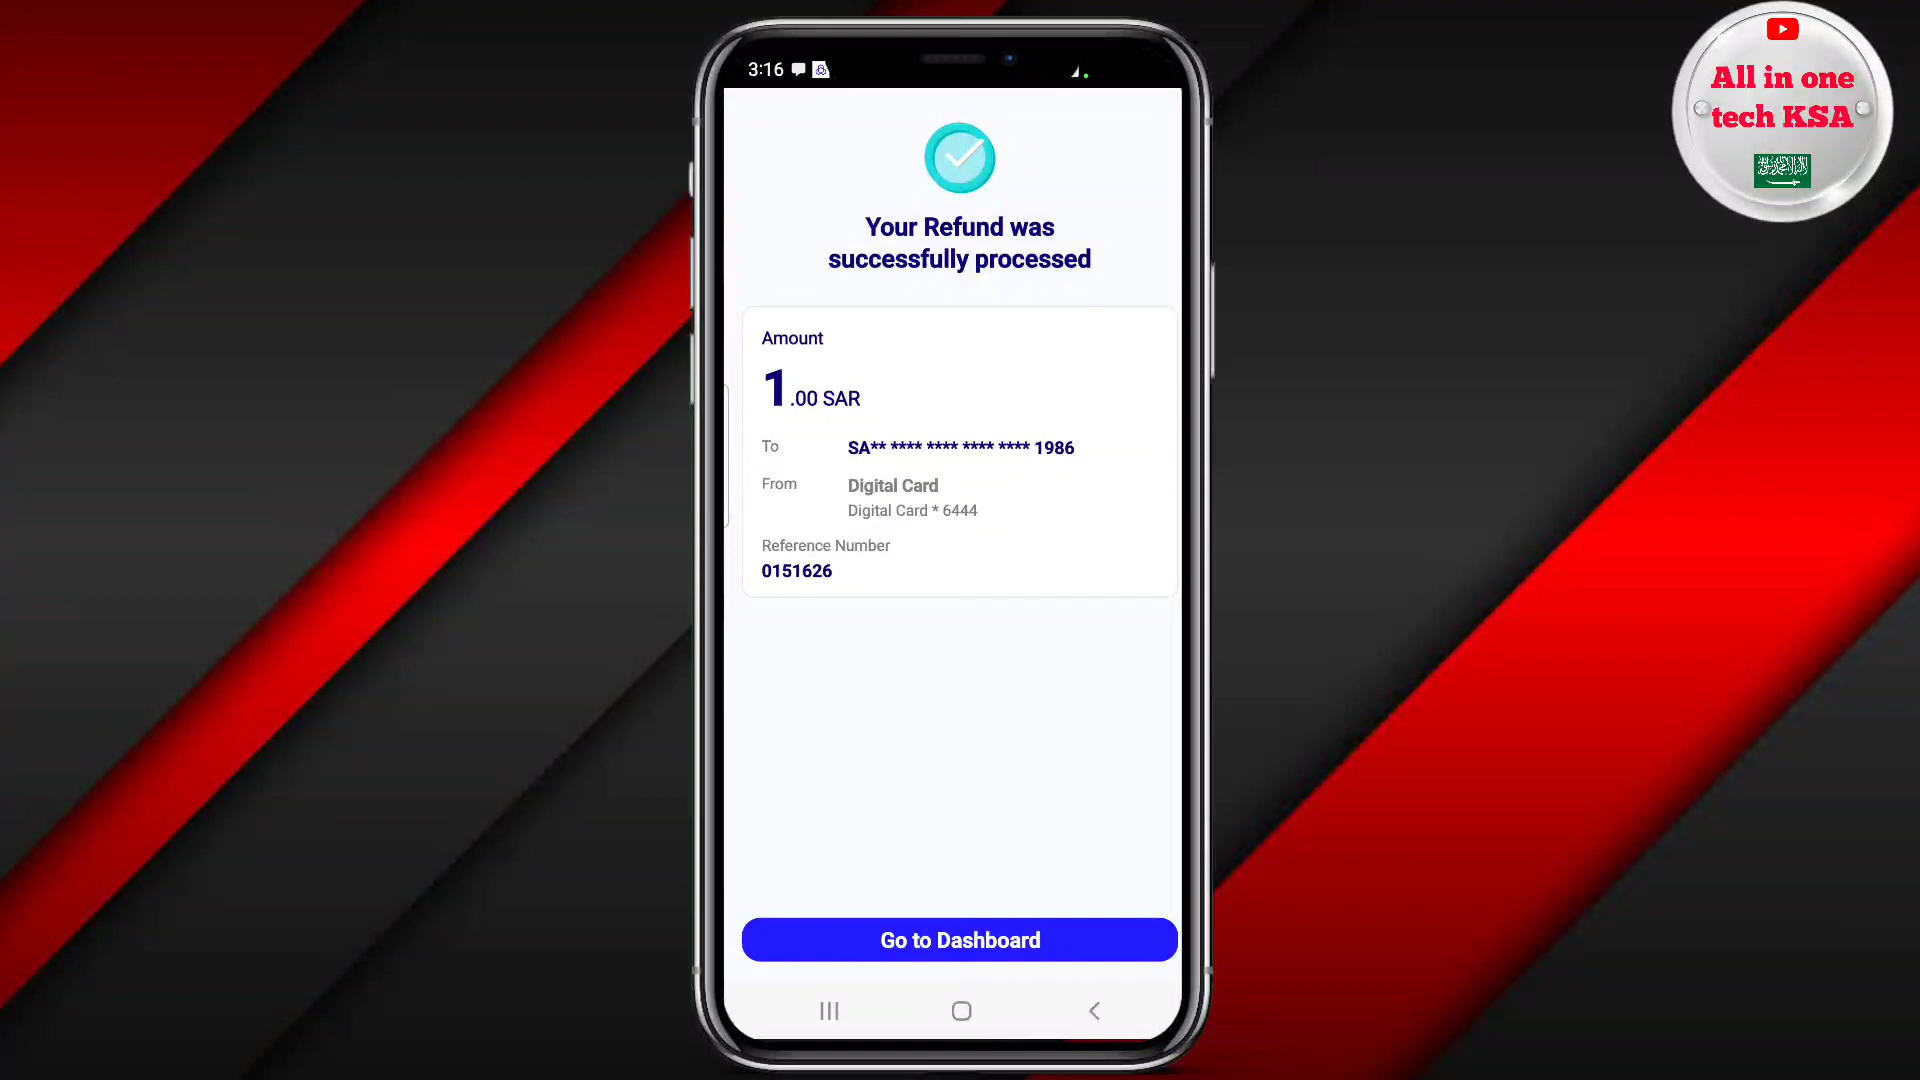 3:16
Your Refund was
successfully processed
Amount
1.00 SAR
To SA** **** **** **** **** 1986
From Digital Card
Digital Card * 6444
Reference Number
0151626
Go to Dashboard
All in one
tech KSA